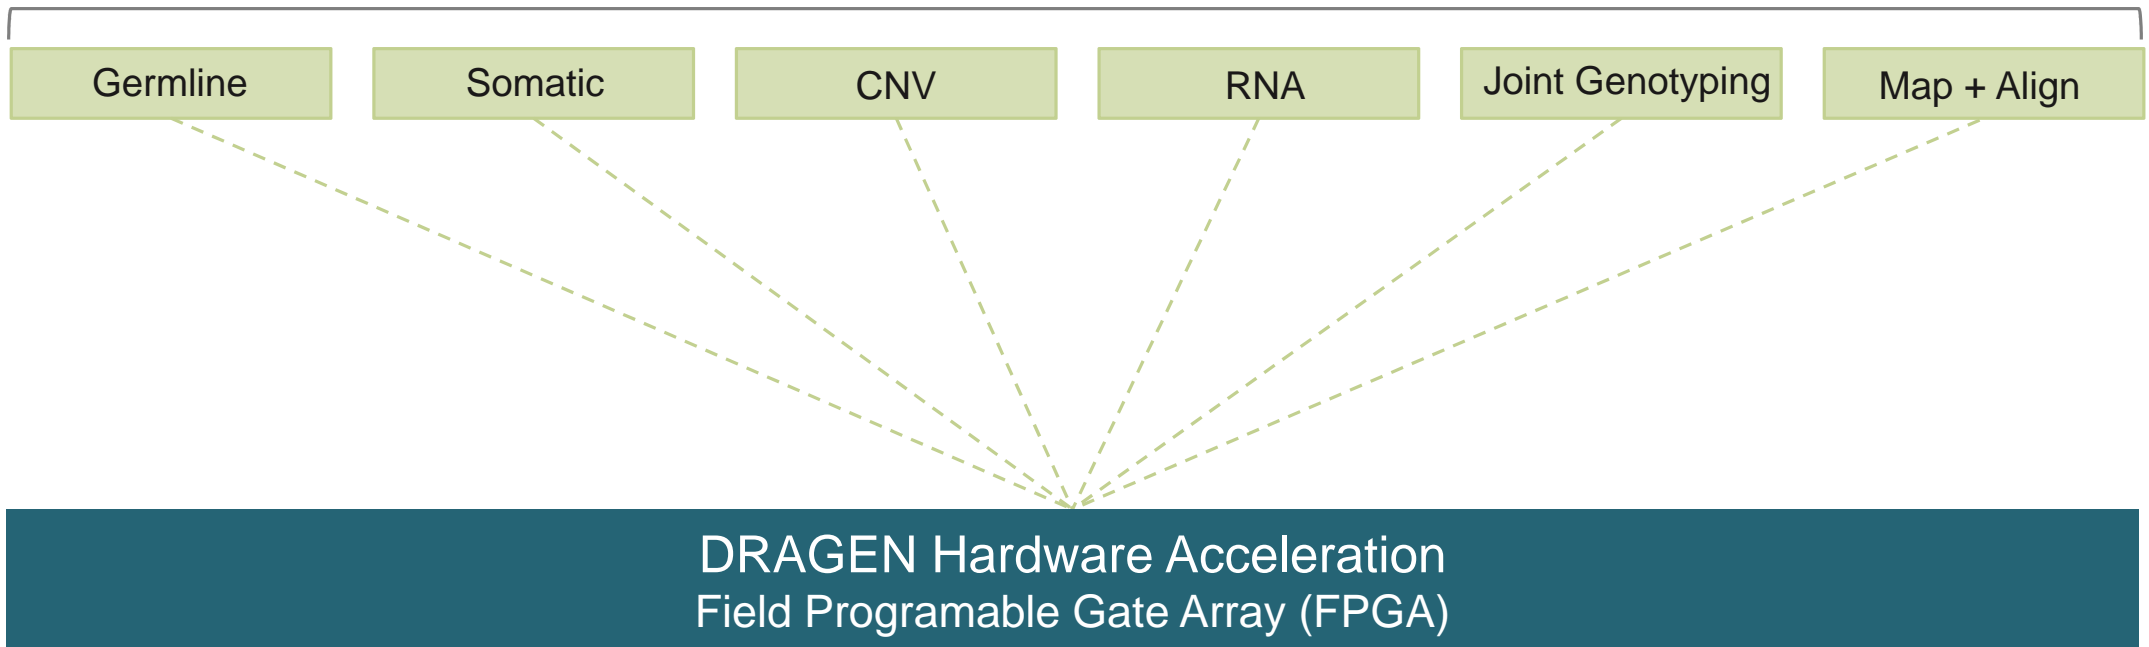 Germline
Somatic
CNV
RNA
Joint Genotyping
Map + Align
DRAGEN Hardware Acceleration
Field Programable Gate Array (FPGA)